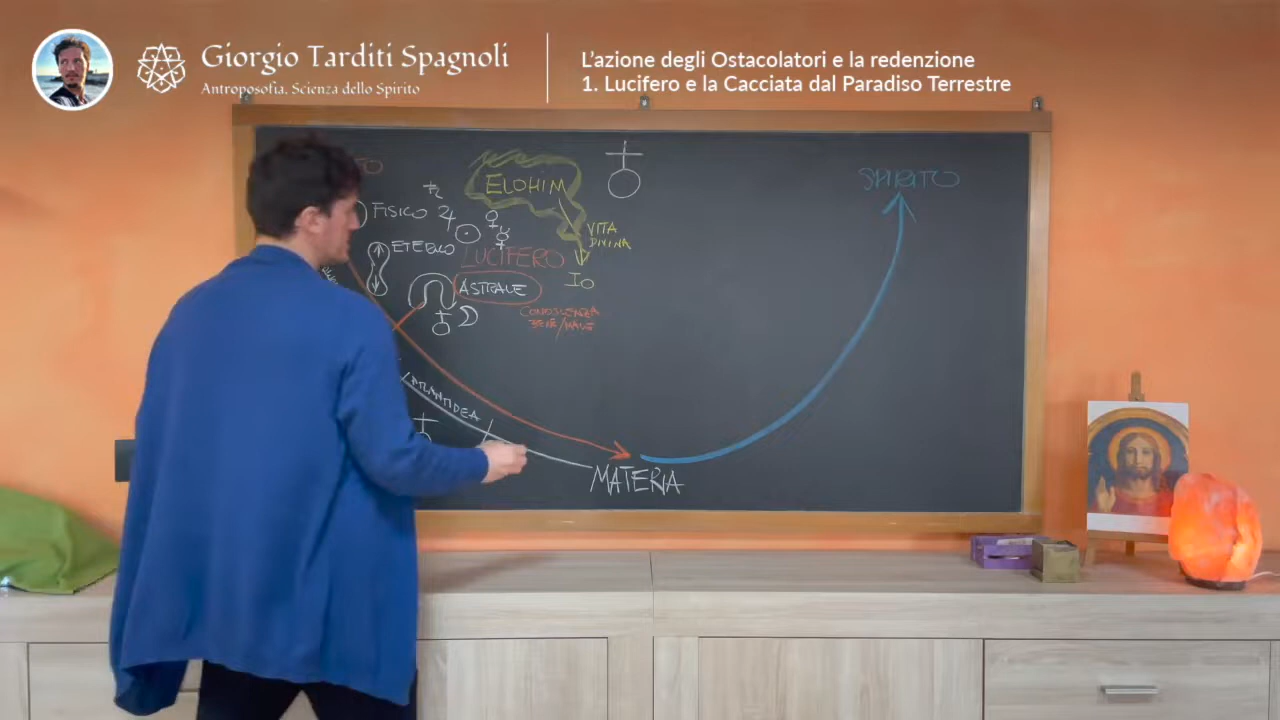 Giorgio Tarditi Spagnoli
Antroposofia, Scienza dello Spirito
L'azione degli Ostacolatori e la redenzione
1. Lucifero e la Cacciata dal Paradiso Terrestre
ELOHIM
SPIRITO
FISICO
VITA
DIVINA
ETERICO
LUCIFERO
IO
ASTRALE
CONOSCENZA
BENE/MALE
ATLANTIDEA
MATERIA